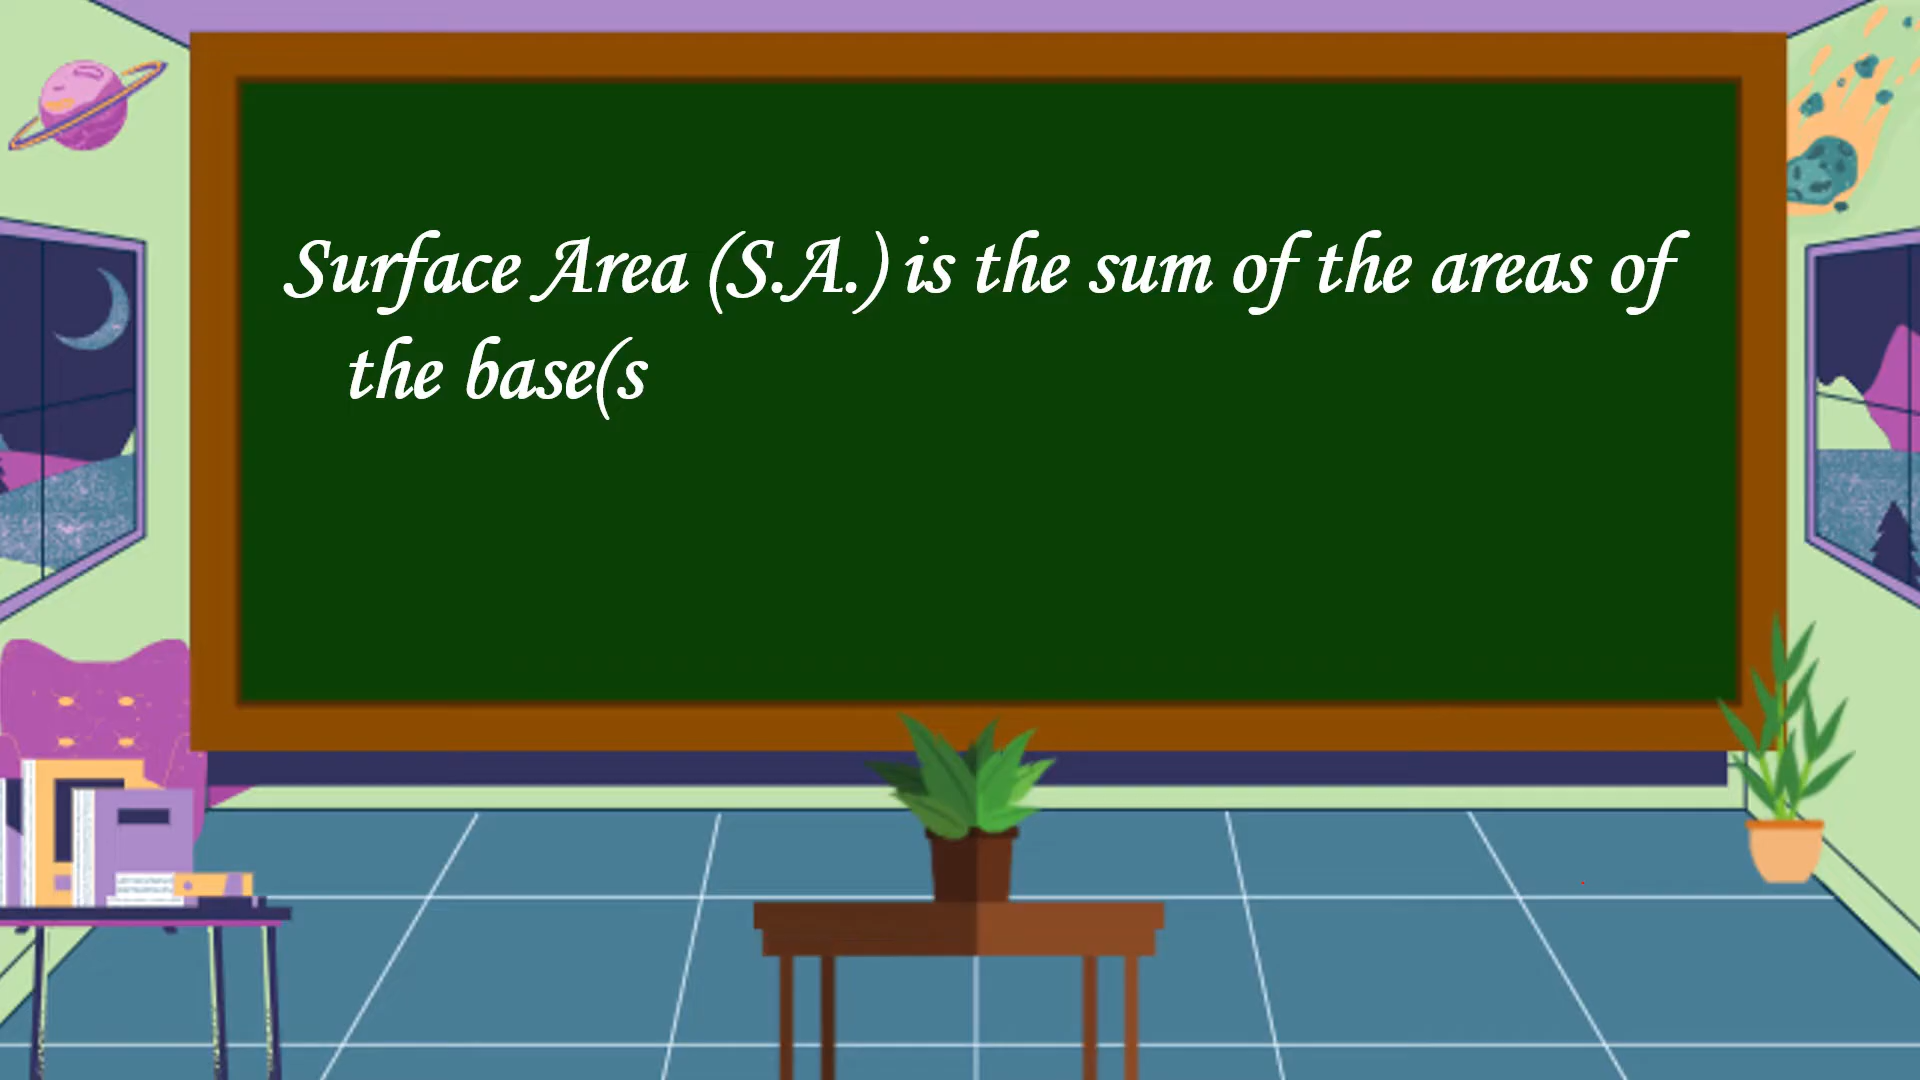 Surface Area (S.A.) is the sum of the areas of
the base(s